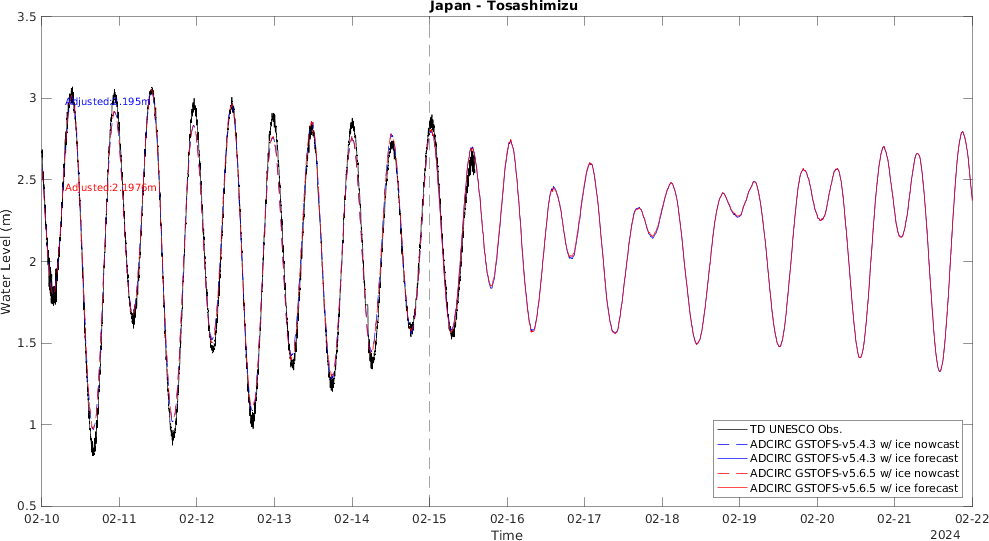 Japan - Tosashimizu
3.5
3
2.5
2
1.5
1
0.5
Water Level (m)
Adjusted:2.195m
Adjusted:2.1976m
TD UNESCO Obs.
ADCIRC GSTOFS-v5.4.3 w/ ice nowcast
ADCIRC GSTOFS-v5.4.3 w/ ice forecast
ADCIRC GSTOFS-v5.6.5 w/ ice nowcast
ADCIRC GSTOFS-v5.6.5 w/ ice forecast
02-10 02-11 02-12 02-13 02-14 02-15 02-16 02-17 02-18 02-19 02-20 02-21 02-22
Time
2024